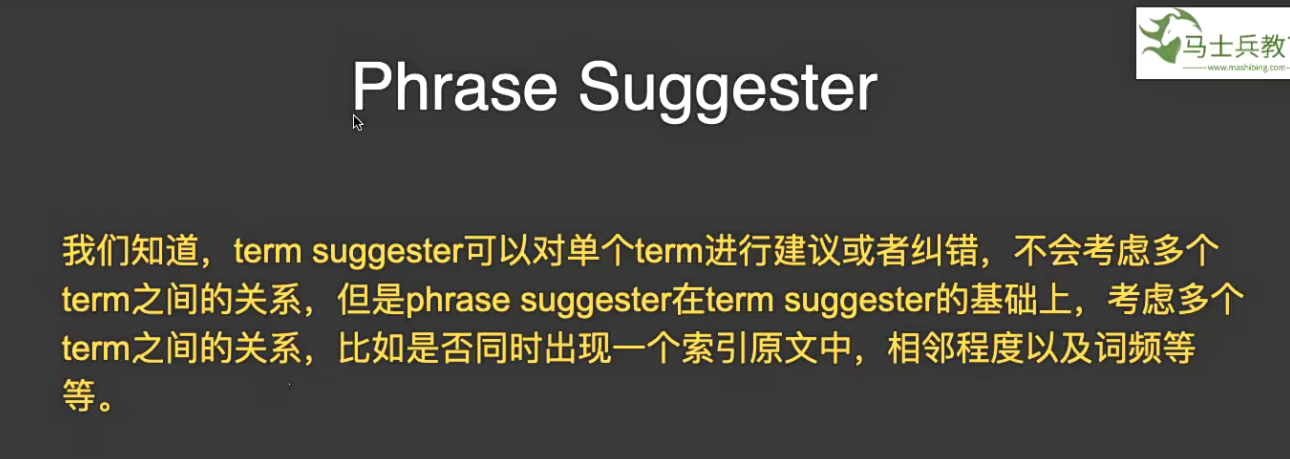 马士兵教
www.mashibing.com
Phrase Suggester
我们知道，term suggester可以对单个term进行建议或者纠错，不会考虑多个
term之间的关系，但是phrase suggester在term suggester的基础上，考虑多个
term之间的关系，比如是否同时出现一个索引原文中，相邻程度以及词频等
等。